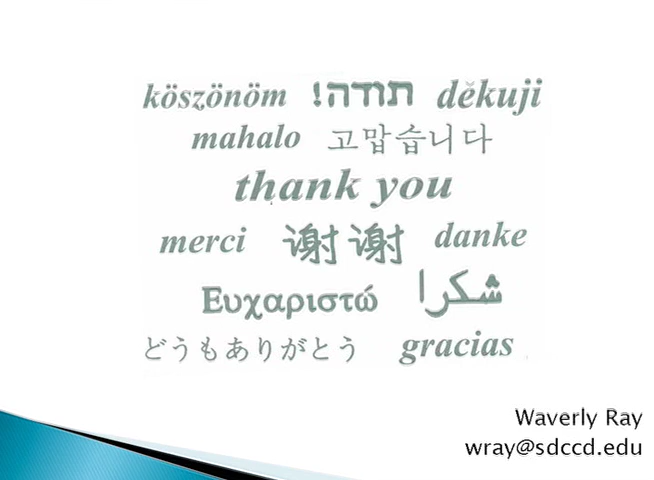 köszönöm תודה! děkuji
mahalo 고맙습니다
thank you
merci 谢谢 danke
Ευχαριστώ شكرا
どうもありがとう gracias
Waverly Ray
wray@sdccd.edu